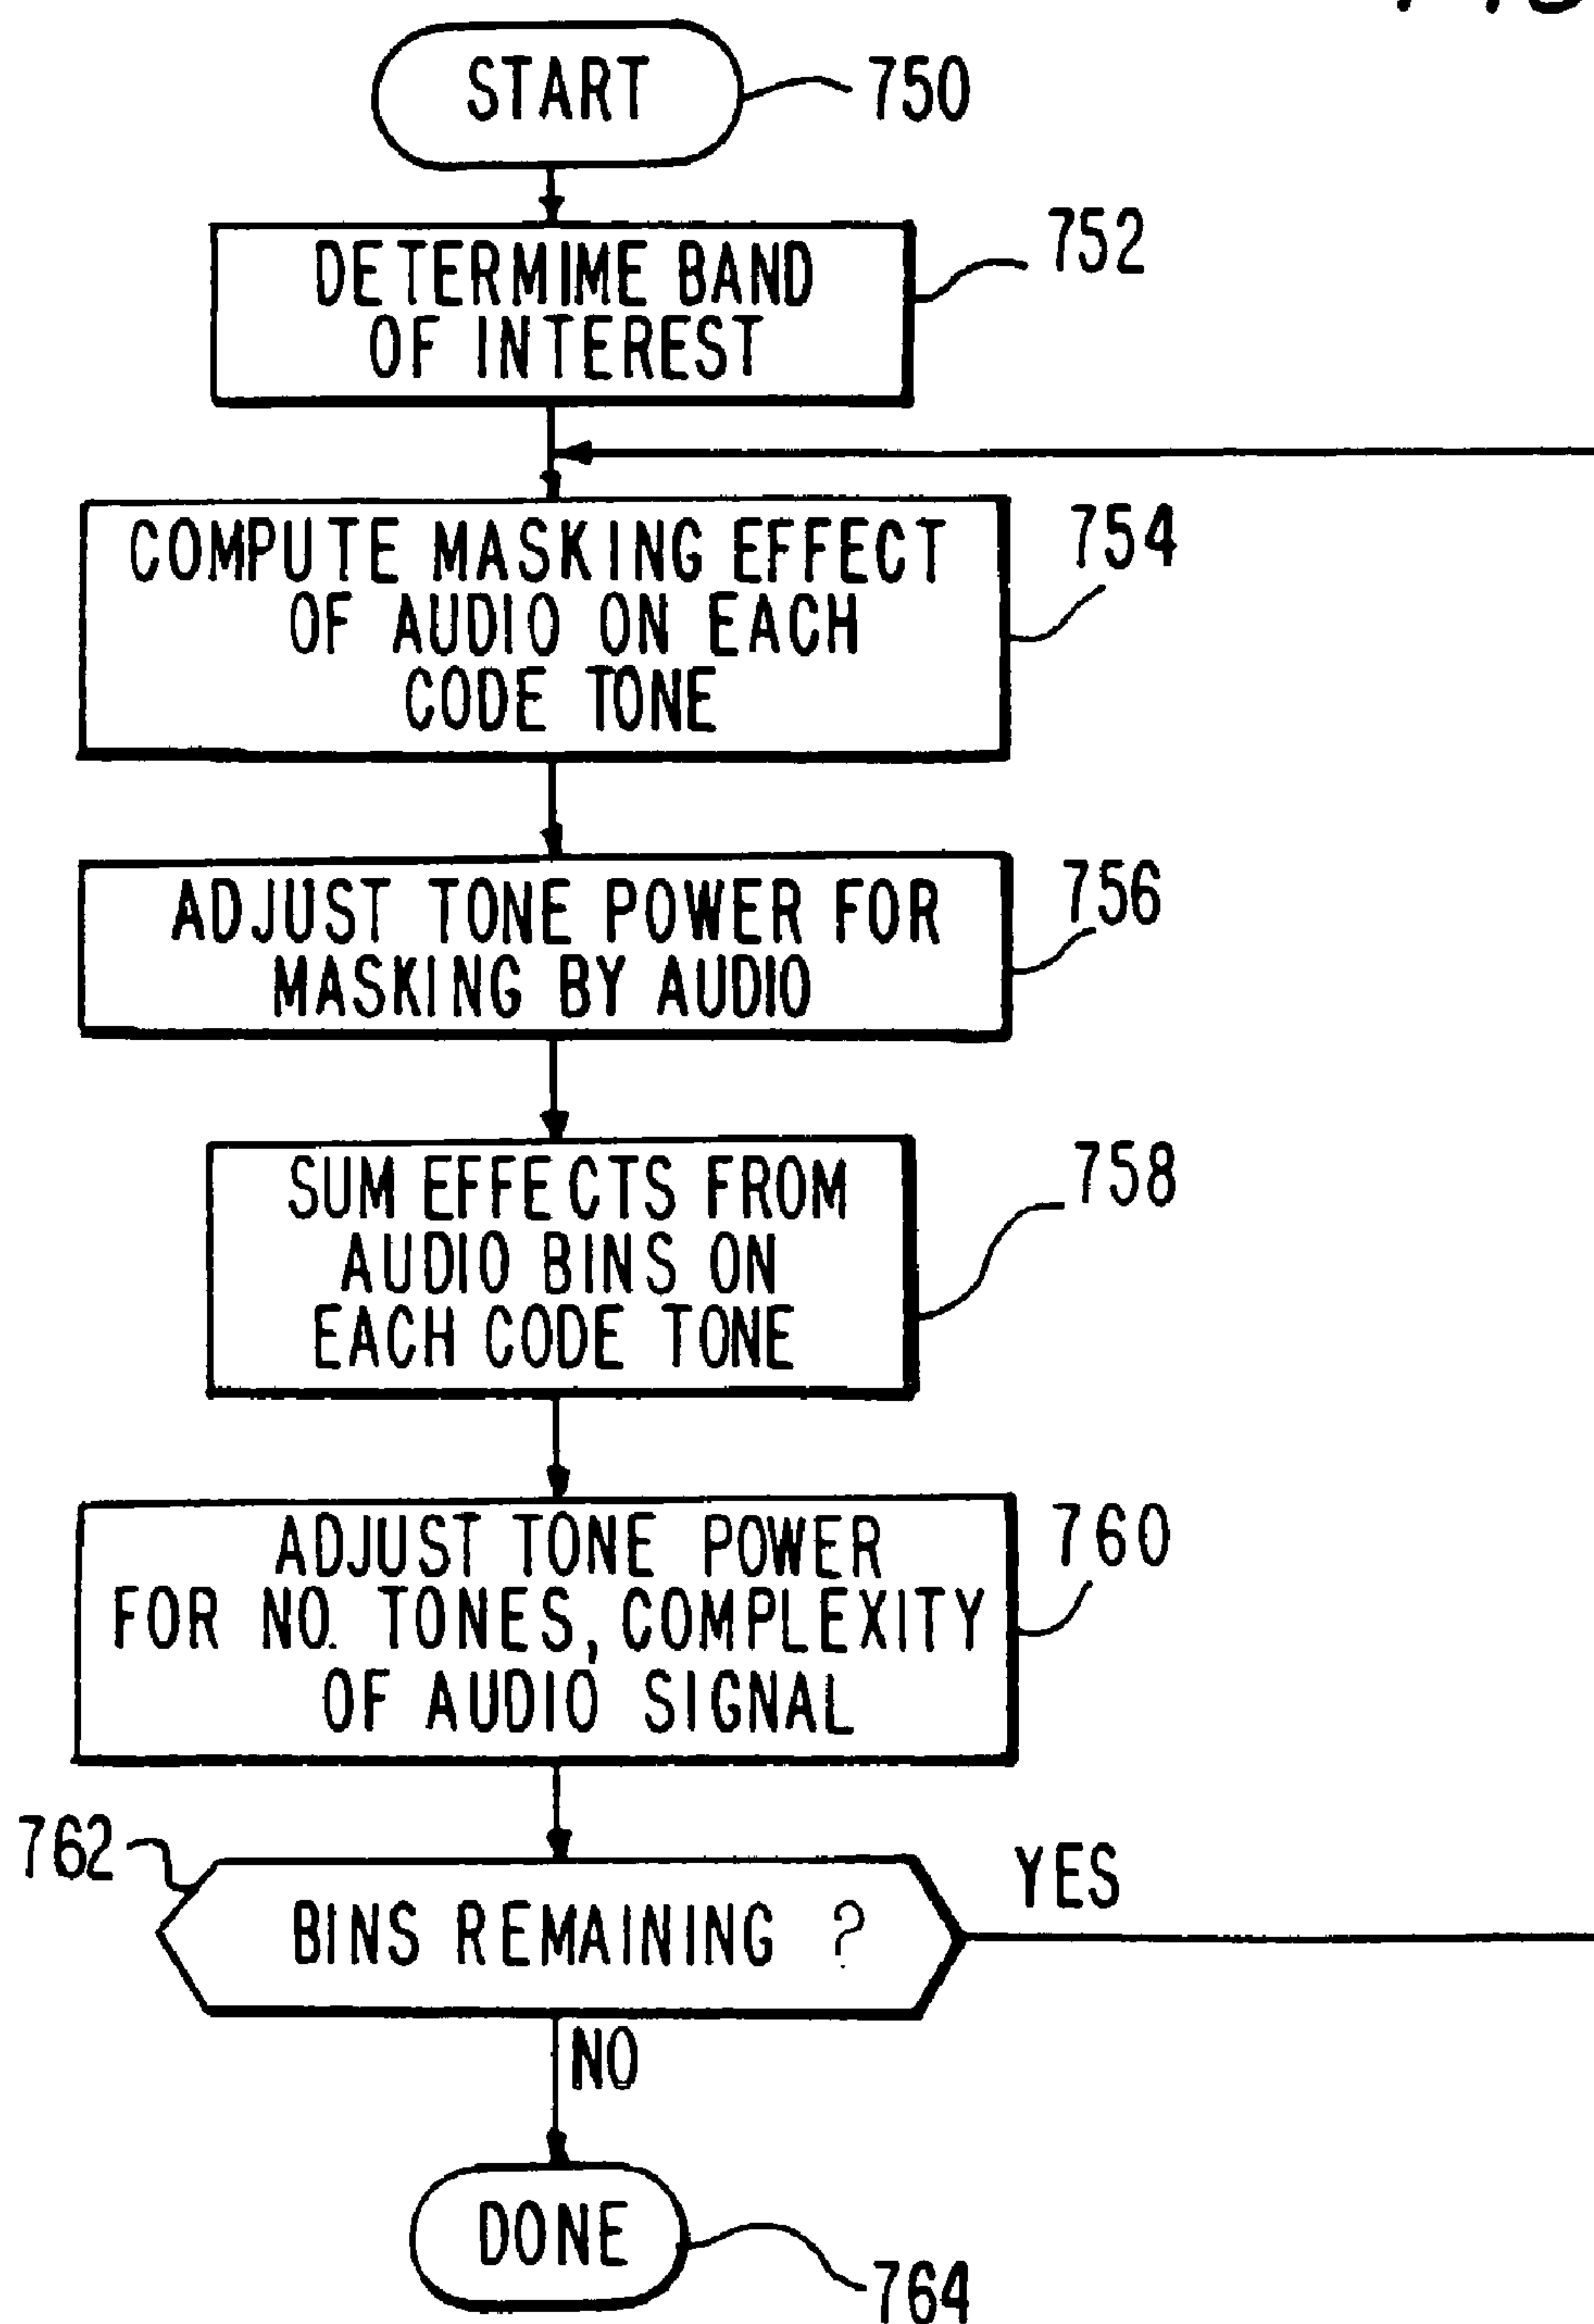 START
750
DETERMIME BAND
OF INTEREST
752
COMPUTE MASKING EFFECT
OF AUDIO ON EACH
CODE TONE
754
ADJUST TONE POWER FOR
MASKING BY AUDIO
756
SUM EFFECTS FROM
AUDIO BINS ON
EACH CODE TONE
758
ADJUST TONE POWER
FOR NO. TONES, COMPLEXITY
OF AUDIO SIGNAL
760
762
BINS REMAINING ?
YES
NO
DONE
764